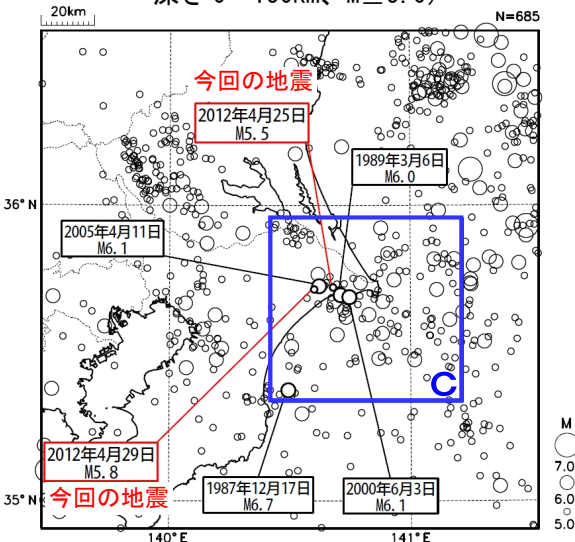 20km
N=685
今回の地震
2012年4月25日
M5.5
1989年3月6日
M6.0
36°N
2005年4月11日
M6.1
C
2012年4月29日
M5.8
今回の地震
1987年12月17日
M6.7
2000年6月3日
M6.1
35°N
140°E
141°E
M
7.0
6.0
5.0